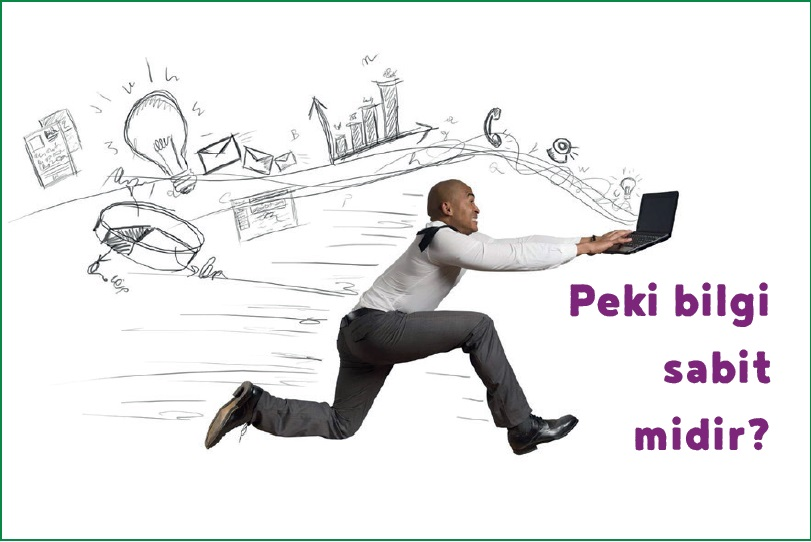 Peki bilgi
sabit
midir?